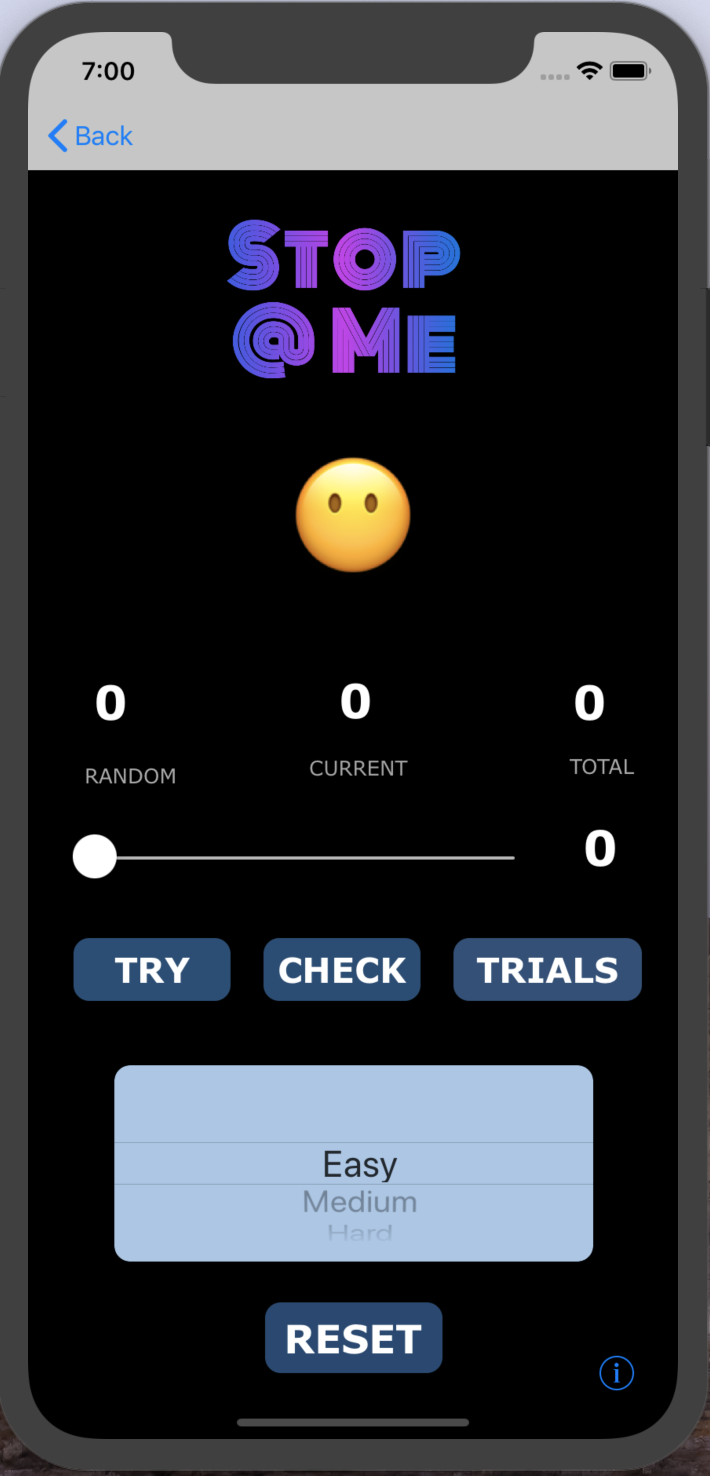 7:00
Back
STOP
@ ME
0 0 0
RANDOM CURRENT TOTAL
0
TRY CHECK TRIALS
Easy
Medium
Hard
RESET
i